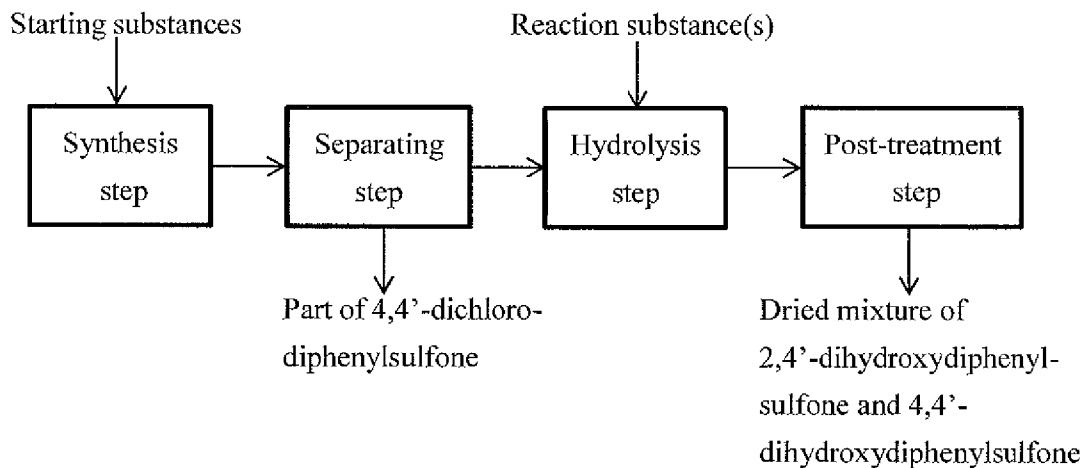 Starting substances
Reaction substance(s)
Synthesis
step
Separating
step
Hydrolysis
step
Post-treatment
step
Part of 4,4’-dichloro-
diphenylsulfone
Dried mixture of
2,4’-dihydroxydiphenyl-
sulfone and 4,4’-
dihydroxydiphenylsulfone